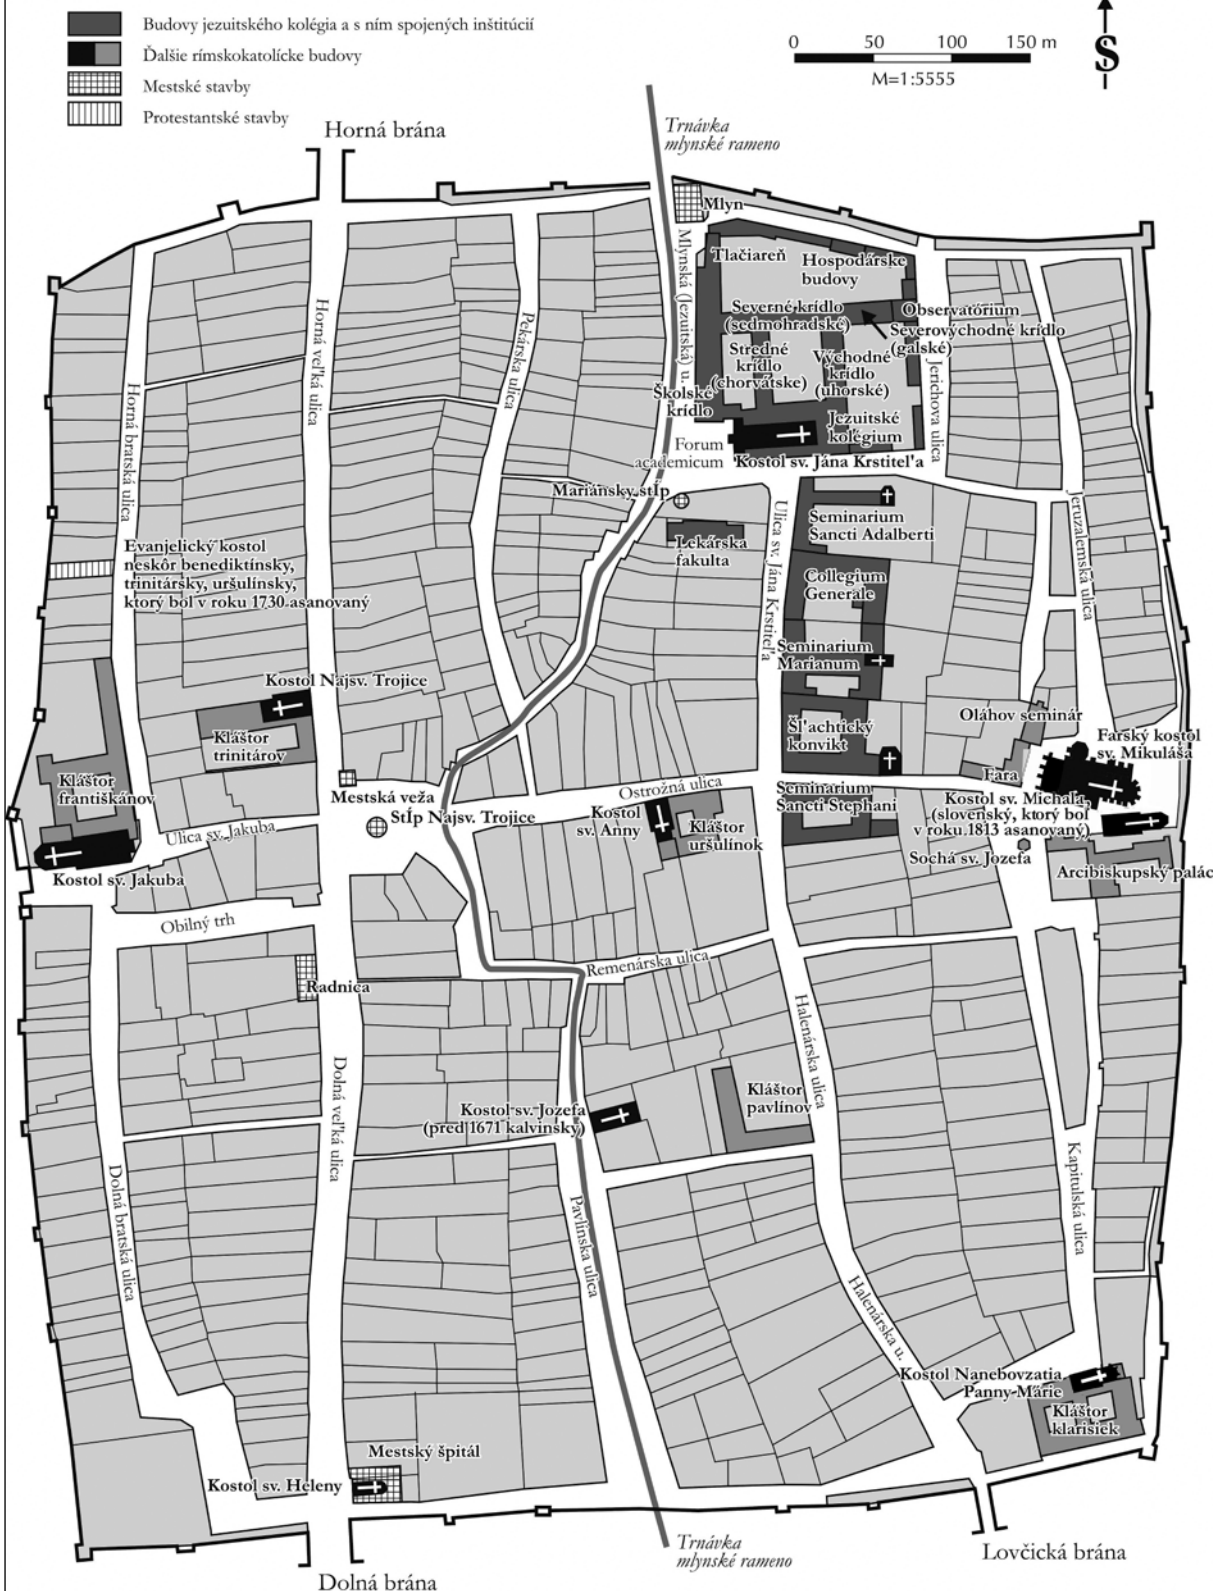 Budovy jezuitského kolégia a s ním spojených inštitúcií
Ďalšie rímskokatolícke budovy
Mestské stavby
Protestantské stavby
0 50 100 150 m
M=1:5555
S
Horná brána
Trnávka
mlynské rameno
Mlyn
Mlynská (Jezuitská) u.
Tlačiareň
Hospodárske
budovy
Severné krídlo
(sedmohradské)
Observatórium
Severovýchodné krídlo
(galské)
Stredné
krídlo
(chorvátske)
Východné
krídlo
(uhorské)
Školské
krídlo
Jezuitské
kolégium
Jerichova ulica
Forum
academicum
Kostol sv. Jána Krstiteľa
Horná veľká ulica
Pekárska ulica
Horná bratská ulica
Mariánsky stĺp
Lekárska
fakulta
Ulica sv. Jána Krstiteľa
Seminarium
Sancti Adalberti
Collegium
Generale
Seminarium
Marianum
Jeruzalemská ulica
Evanjelický kostol
neskôr benediktínsky,
trinitársky, uršulínsky,
ktorý bol v roku 1730 asanovaný
Kostol Najsv. Trojice
Kláštor
trinitárov
Kláštor
františkánov
Mestská veža
Stĺp Najsv. Trojice
Ulica sv. Jakuba
Kostol sv. Jakuba
Obilný trh
Ostrožná ulica
Kostol
sv. Anny
Kláštor
uršulínok
Šľachtický
konvikt
Seminarium
Sancti Stephani
Oláhov seminár
Fara
Farský kostol
sv. Mikuláša
Kostol sv. Michala,
(slovenský, ktorý bol
v roku 1813 asanovaný)
Sochá sv. Jozefa
Arcibiskupský palác
Radnica
Remenárska ulica
Halenárska ulica
Dolná veľká ulica
Kostol sv. Jozefa
(pred 1671 kalvínsky)
Kláštor
pavlínov
Dolná bratská ulica
Pavlínska ulica
Kapitulská ulica
Halenárska u.
Kostol Nanebovzatia
Panny Márie
Kláštor
klarisiek
Mestský špitál
Kostol sv. Heleny
Trnávka
mlynské rameno
Lovčická brána
Dolná brána